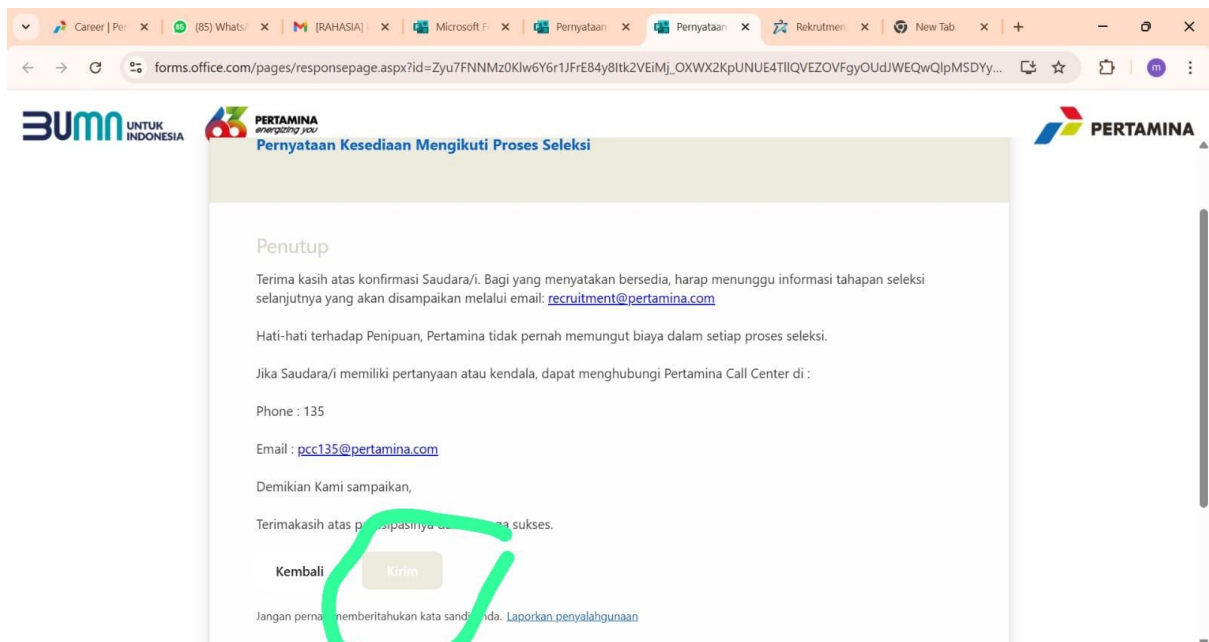 Career | Per
(85) Whats
[RAHASIA]
Microsoft F
Pernyataan
Pernyataan
Rekrutmen
New Tab
forms.office.com/pages/responsepage.aspx?id=Zyu7FNNMz0Klw6Y6r1JFrE84y8Itk2VEiMj_OXWX2KpUNUE4TllQVEZOVFgyOUdJWEQwQlpMSDYy...
m
BUMN UNTUK INDONESIA
63 PERTAMINA
energizing you
PERTAMINA
Pernyataan Kesediaan Mengikuti Proses Seleksi
Penutup
Terima kasih atas konfirmasi Saudara/i. Bagi yang menyatakan bersedia, harap menunggu informasi tahapan seleksi
selanjutnya yang akan disampaikan melalui email: recruitment@pertamina.com
Hati-hati terhadap Penipuan, Pertamina tidak pernah memungut biaya dalam setiap proses seleksi.
Jika Saudara/i memiliki pertanyaan atau kendala, dapat menghubungi Pertamina Call Center di :
Phone : 135
Email : pcc135@pertamina.com
Demikian Kami sampaikan,
Terimakasih atas sukses.
Kembali Kirim
Jangan memberitahukan kata sandi Laporkan penyalahgunaan